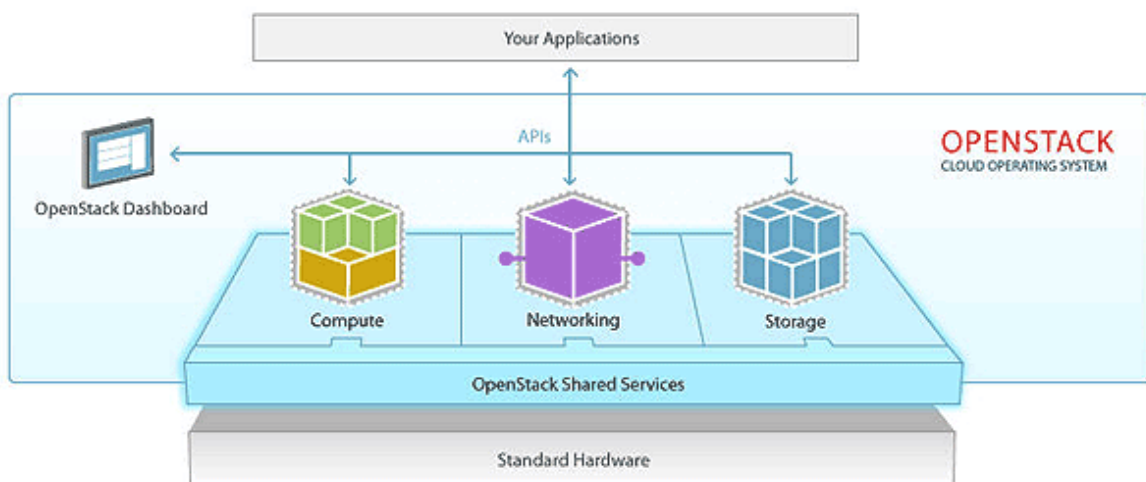 Your Applications
APIs
OPENSTACK
CLOUD OPERATING SYSTEM
OpenStack Dashboard
Compute
Networking
Storage
OpenStack Shared Services
Standard Hardware